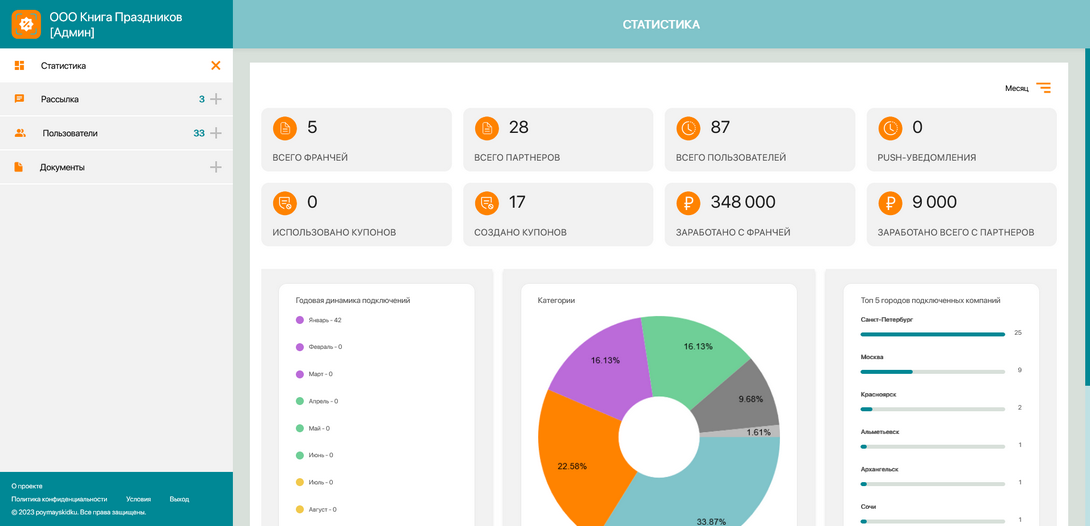 ООО Книга Праздников
[Админ]
СТАТИСТИКА
Статистика
Рассылка 3
Пользователи 33
Документы
О проекте
Политика конфиденциальности Условия Выход
© 2023 poymayskidku. Все права защищены.
Месяц
5
ВСЕГО ФРАНЧЕЙ
28
ВСЕГО ПАРТНЕРОВ
87
ВСЕГО ПОЛЬЗОВАТЕЛЕЙ
0
PUSH-УВЕДОМЛЕНИЯ
0
ИСПОЛЬЗОВАНО КУПОНОВ
17
СОЗДАНО КУПОНОВ
348 000
ЗАРАБОТАНО С ФРАНЧЕЙ
9 000
ЗАРАБОТАНО ВСЕГО С ПАРТНЕРОВ
Годовая динамика подключений
Январь - 42
Февраль - 0
Март - 0
Апрель - 0
Май - 0
Июнь - 0
Июль - 0
Август - 0
Категории
16.13%
16.13%
9.68%
1.61%
22.58%
33.87%
Топ 5 городов подключенных компаний
Санкт-Петербург
25
Москва
9
Красноярск
2
Альметьевск
1
Архангельск
1
Сочи
1